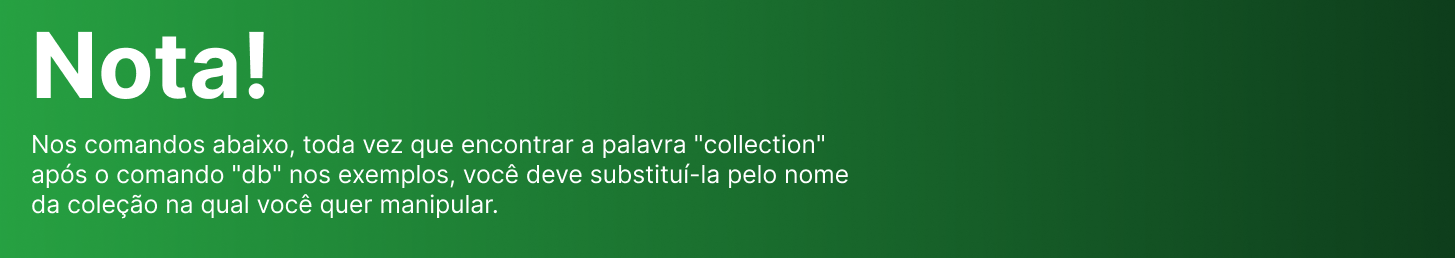 Nota!
Nos comandos abaixo, toda vez que encontrar a palavra "collection"
após o comando "db" nos exemplos, você deve substituí-la pelo nome
da coleção na qual você quer manipular.